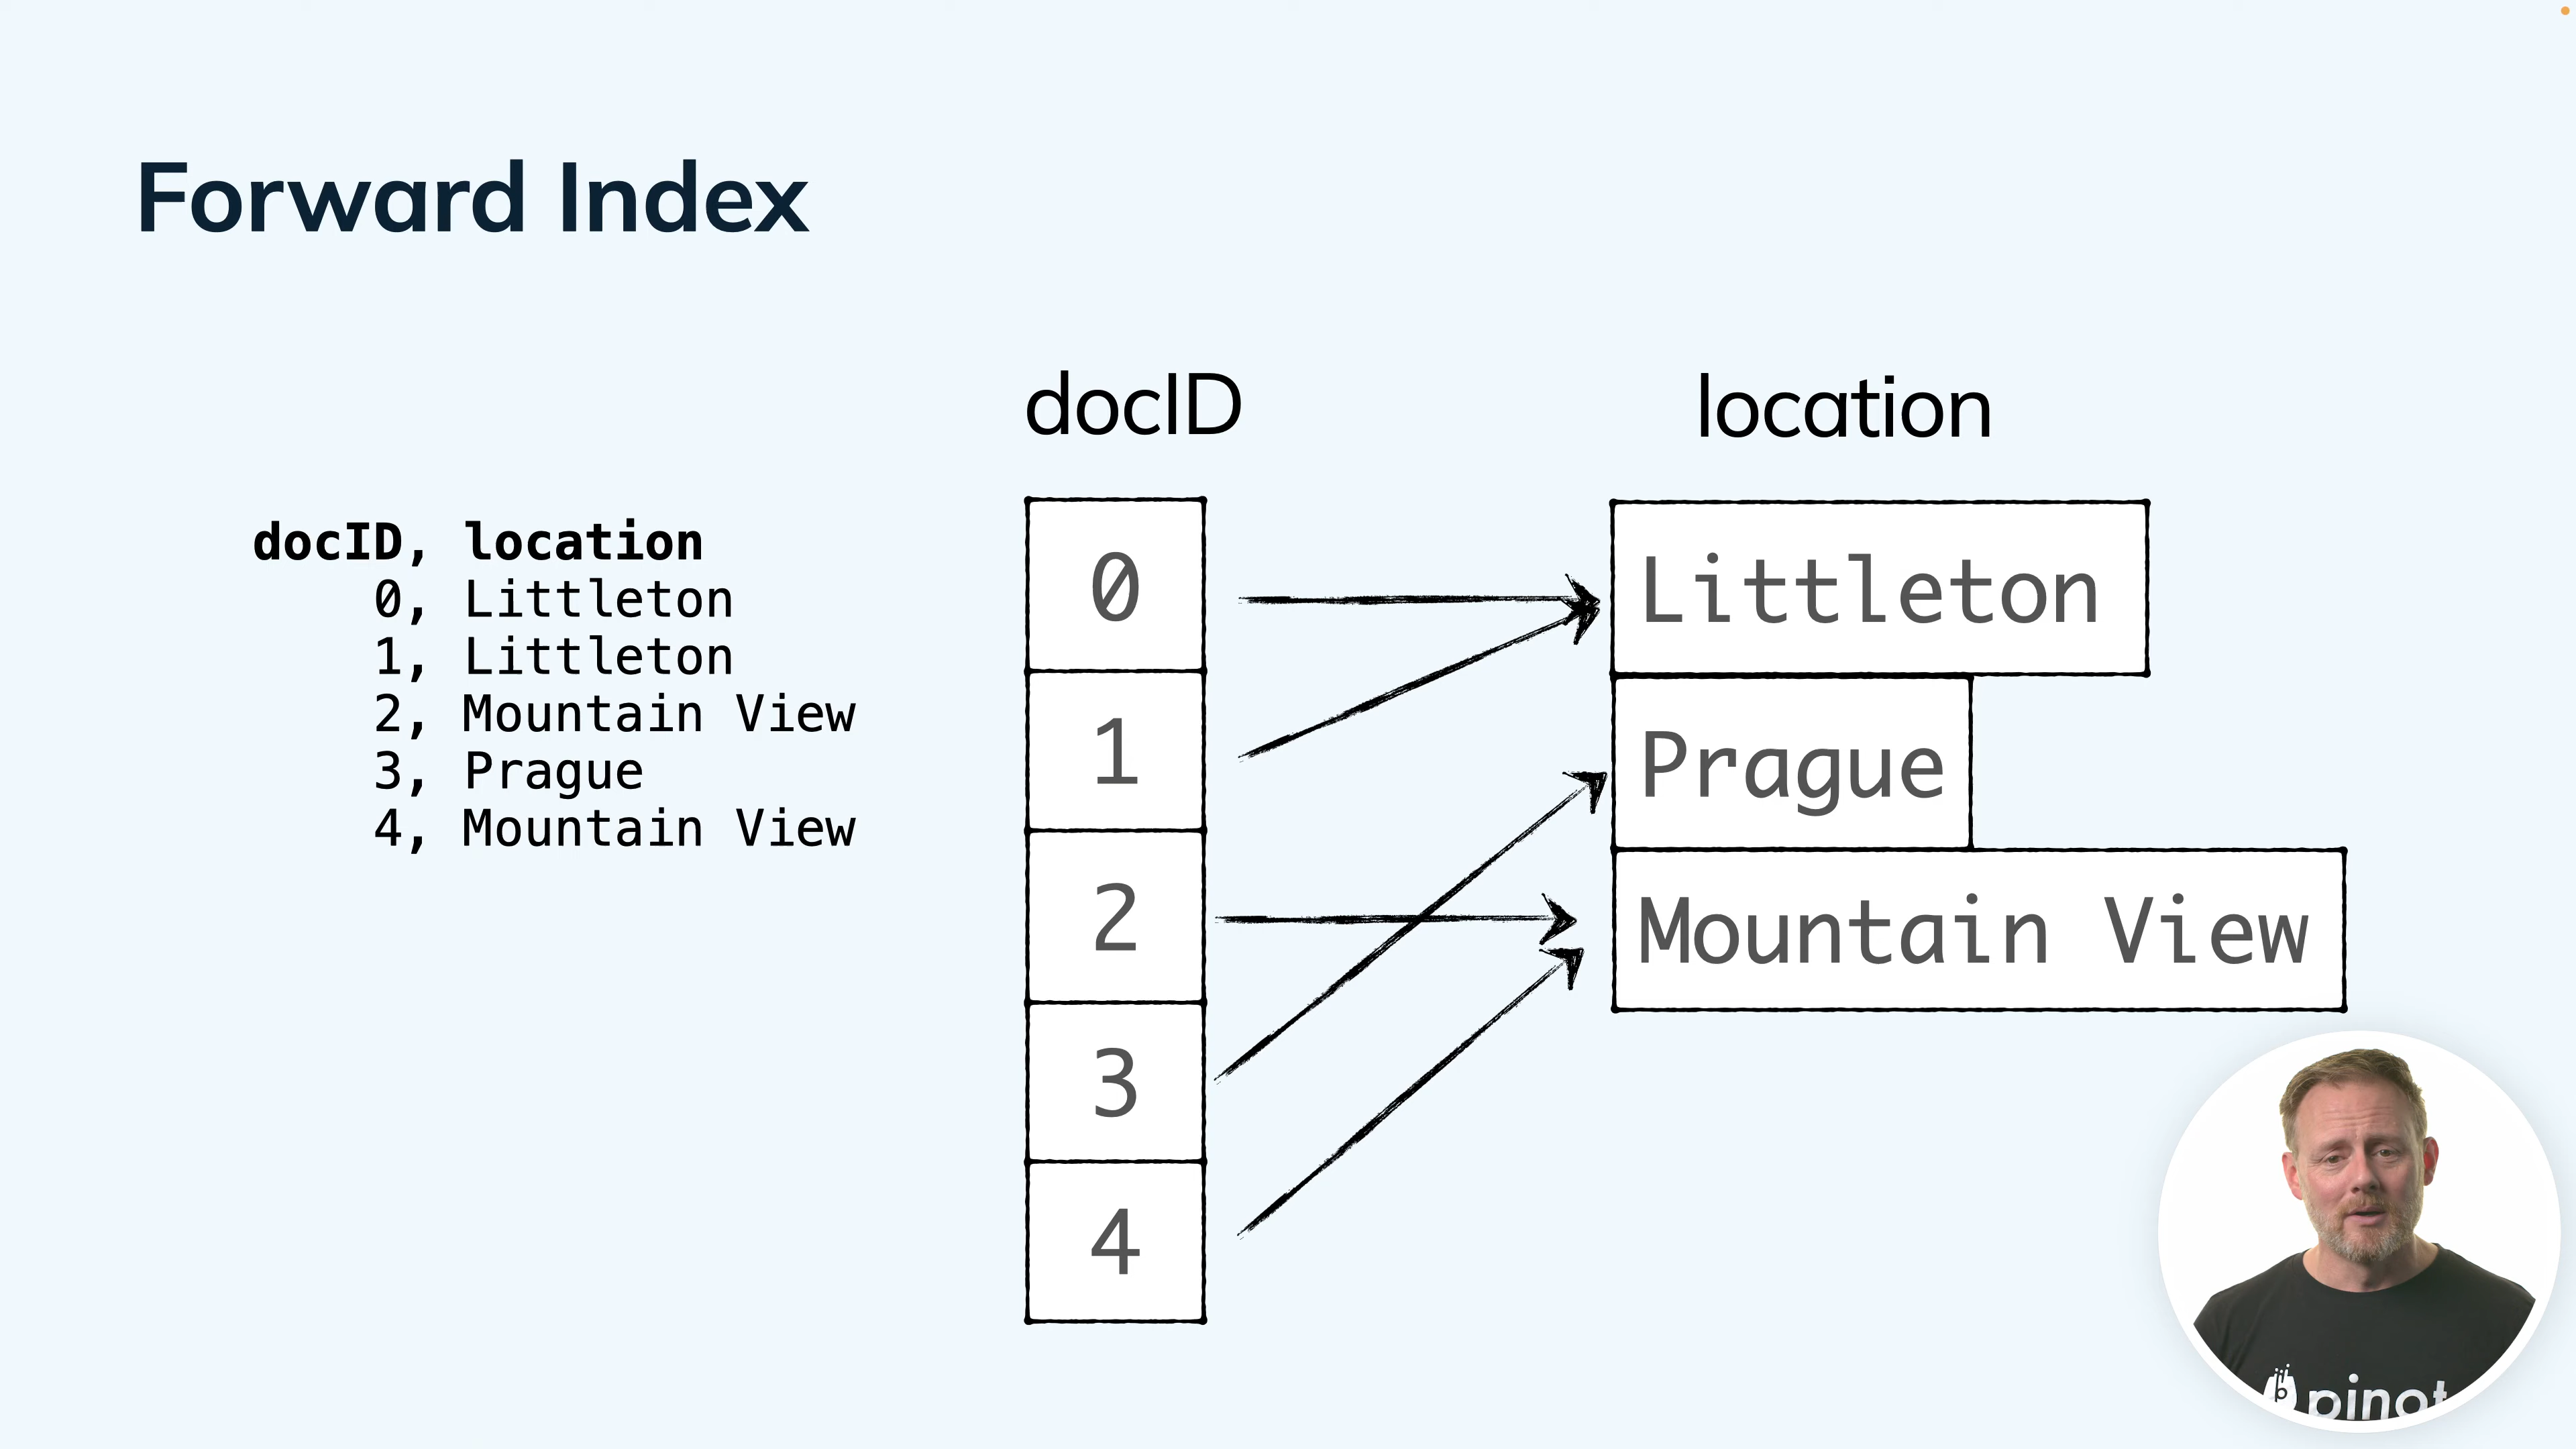 Forward Index
docID, location
0, Littleton
1, Littleton
2, Mountain View
3, Prague
4, Mountain View
docID
0
1
2
3
4
location
Littleton
Prague
Mountain View
pinot